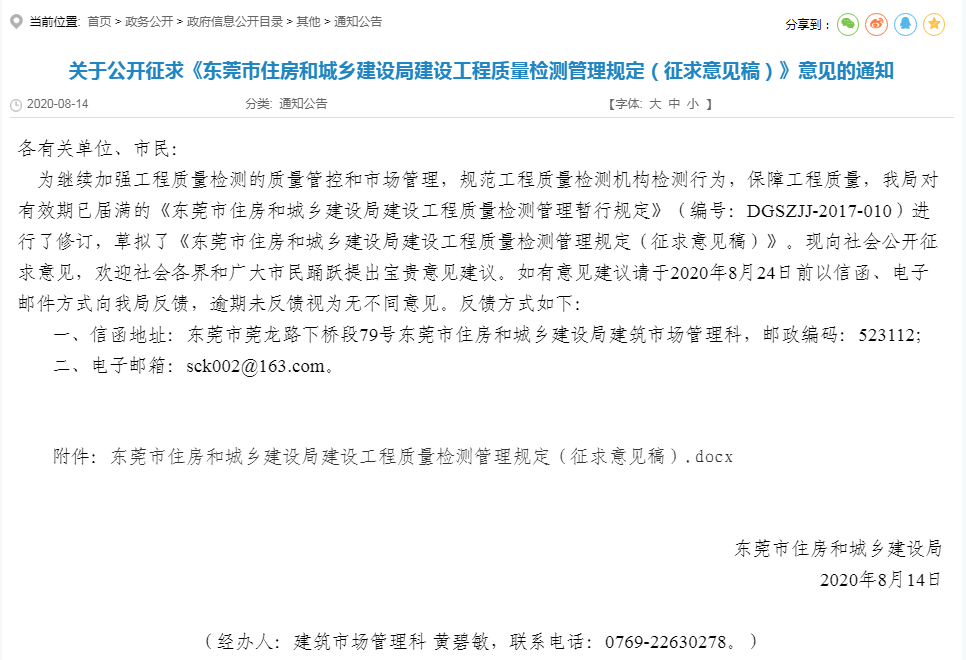 当前位置: 首页 > 政务公开 > 政府信息公开目录 > 其他 > 通知公告
分享到：
关于公开征求《东莞市住房和城乡建设局建设工程质量检测管理规定（征求意见稿）》意见的通知
2020-08-14 分类: 通知公告 【字体: 大 中 小 】
各有关单位、市民：
为继续加强工程质量检测的质量管控和市场管理，规范工程质量检测机构检测行为，保障工程质量，我局对
有效期已届满的《东莞市住房和城乡建设局建设工程质量检测管理暂行规定》（编号：DGSZJJ-2017-010）进
行了修订，草拟了《东莞市住房和城乡建设局建设工程质量检测管理规定（征求意见稿）》。现向社会公开征
求意见，欢迎社会各界和广大市民踊跃提出宝贵意见建议。如有意见建议请于2020年8月24日前以信函、电子
邮件方式向我局反馈，逾期未反馈视为无不同意见。反馈方式如下：
一、信函地址：东莞市莞龙路下桥段79号东莞市住房和城乡建设局建筑市场管理科，邮政编码：523112；
二、电子邮箱：sck002@163.com。
附件：东莞市住房和城乡建设局建设工程质量检测管理规定（征求意见稿）.docx
东莞市住房和城乡建设局
2020年8月14日
（经办人：建筑市场管理科 黄碧敏，联系电话：0769-22630278。）